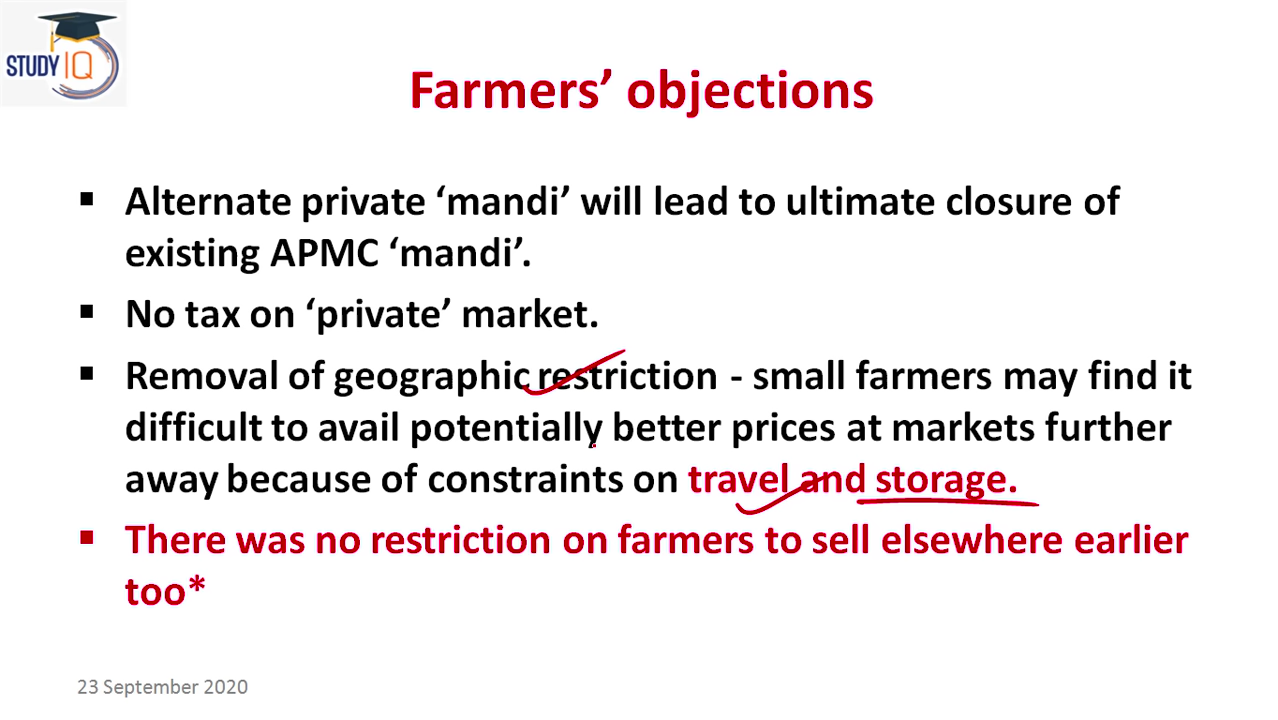 STUDY IQ
Farmers’ objections
▪ Alternate private ‘mandi’ will lead to ultimate closure of
existing APMC ‘mandi’.
▪ No tax on ‘private’ market.
▪ Removal of geographic restriction - small farmers may find it
difficult to avail potentially better prices at markets further
away because of constraints on travel and storage.
▪ There was no restriction on farmers to sell elsewhere earlier
too*
23 September 2020